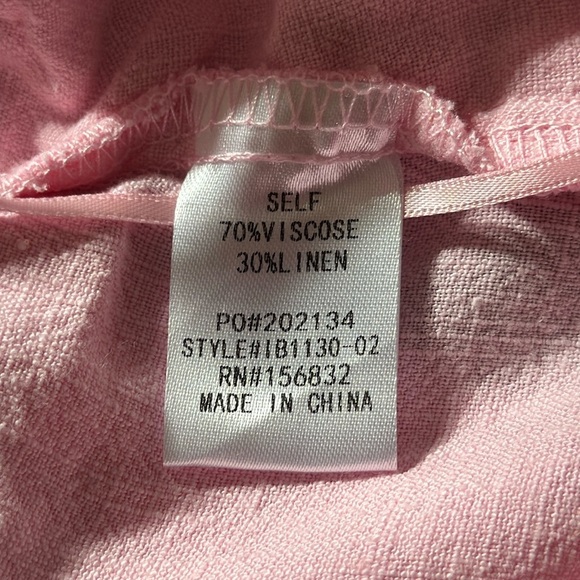 SELF
70%VISCOSE
30%LINEN
PO#202134
STYLE#IB1130-02
RN#156832
MADE IN CHINA